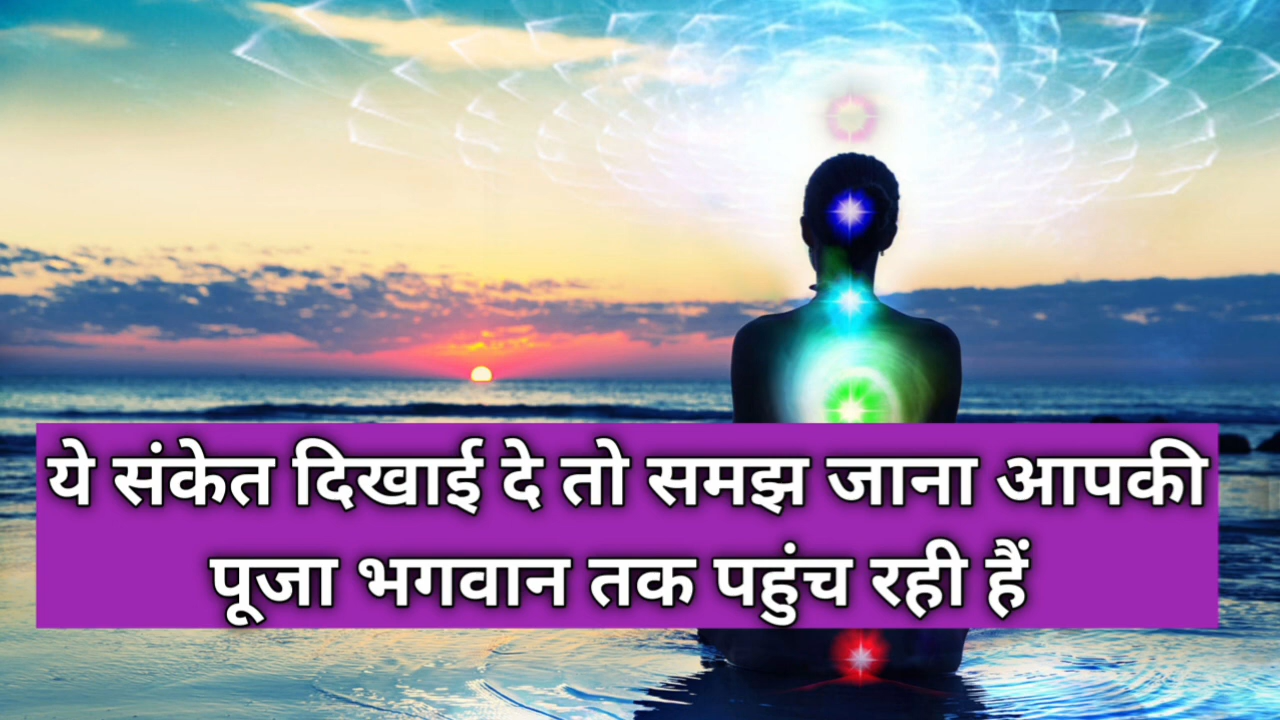 ये संकेत दिखाई दे तो समझ जाना आपकी
पूजा भगवान तक पहुंच रही हैं